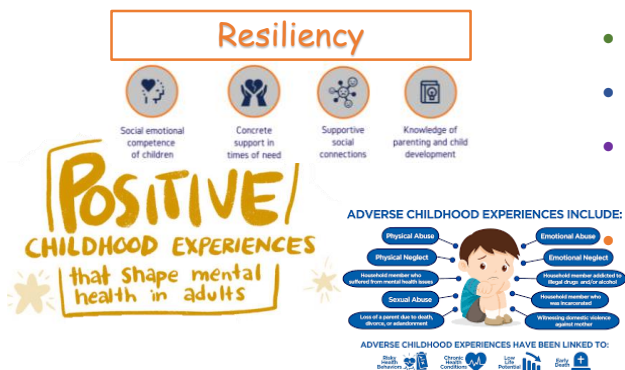 Resiliency
Social emotional
competence
of children
Concrete
support in
times of need
Supportive
social
connections
Knowledge of
parenting and child
development
POSITIVE
CHILDHOOD EXPERIENCES
that shape mental
health in adults
ADVERSE CHILDHOOD EXPERIENCES INCLUDE:
Physical Abuse
Emotional Abuse
Physical Neglect
Emotional Neglect
Household member who
suffered from mental health issues
Household member addicted to
illegal drugs and/or alcohol
Sexual Abuse
Household member who
was incarcerated
Loss of a parent due to death,
divorce, or abandonment
Witnessing domestic violence
against mother
ADVERSE CHILDHOOD EXPERIENCES HAVE BEEN LINKED TO:
Risky
Health
Behaviors
Chronic
Health
Conditions
Low
Life
Potential
Early
Death